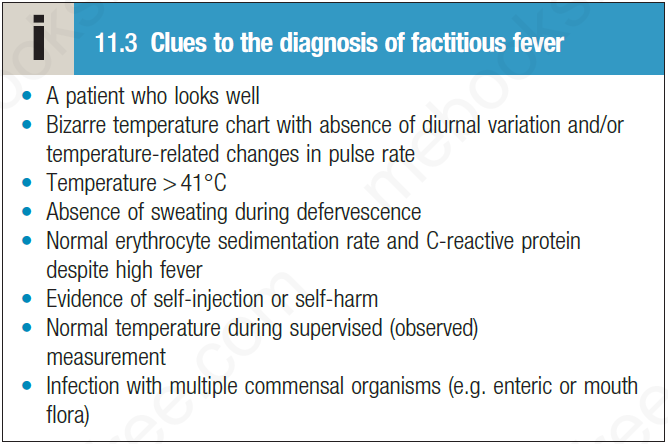 i
11.3 Clues to the diagnosis of factitious fever
• A patient who looks well
• Bizarre temperature chart with absence of diurnal variation and/or
temperature-related changes in pulse rate
• Temperature > 41°C
• Absence of sweating during defervescence
• Normal erythrocyte sedimentation rate and C-reactive protein
despite high fever
• Evidence of self-injection or self-harm
• Normal temperature during supervised (observed)
measurement
• Infection with multiple commensal organisms (e.g. enteric or mouth
flora)